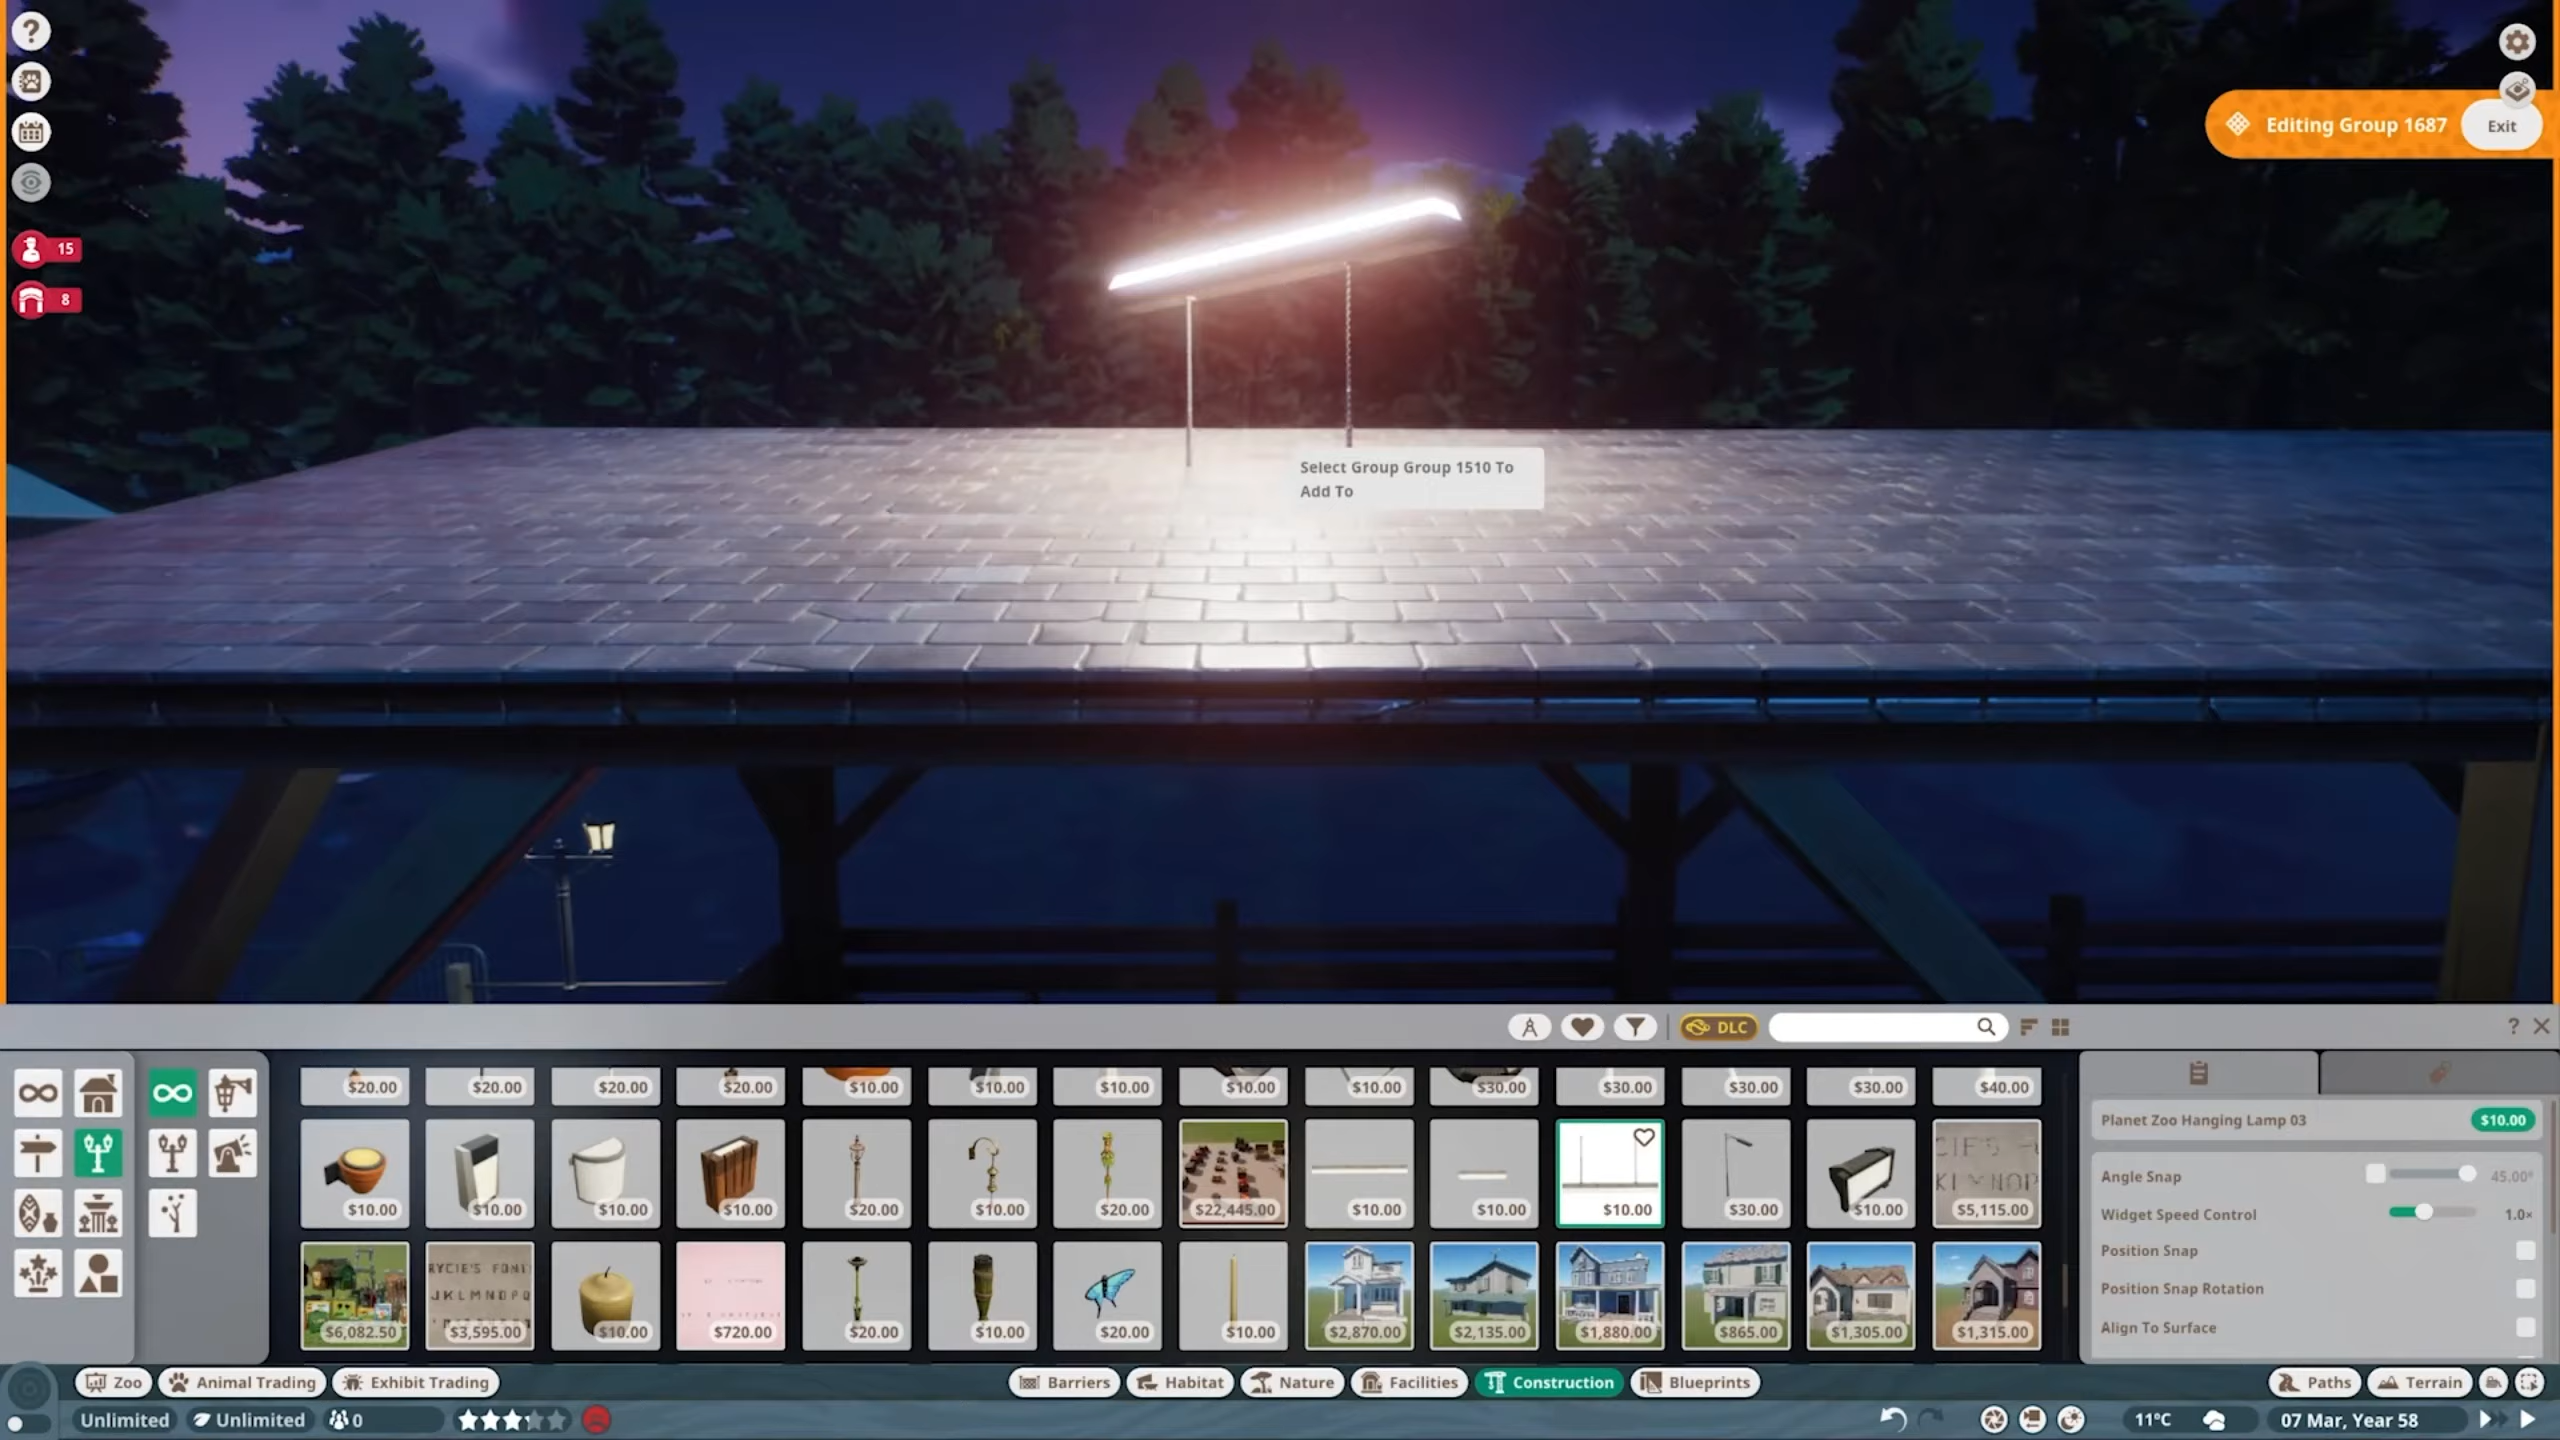 ?
Editing Group 1687
Exit
15
8
Select Group Group 1510 To
Add To
DLC
?
$20.00
$20.00
$20.00
$20.00
$10.00
$10.00
$10.00
$10.00
$10.00
$30.00
$30.00
$30.00
$30.00
$40.00
$10.00
$10.00
$10.00
$10.00
$20.00
$10.00
$20.00
$22,445.00
$10.00
$10.00
$10.00
$30.00
$10.00
$5,115.00
$6,082.50
$3,595.00
$10.00
$720.00
$20.00
$10.00
$20.00
$10.00
$2,870.00
$2,135.00
$1,880.00
$865.00
$1,305.00
$1,315.00
Planet Zoo Hanging Lamp 03
$10.00
Angle Snap
45.00°
Widget Speed Control
1.0×
Position Snap
Position Snap Rotation
Align To Surface
Zoo
Animal Trading
Exhibit Trading
Barriers
Habitat
Nature
Facilities
Construction
Blueprints
Paths
Terrain
Unlimited
Unlimited
0
11°C
07 Mar, Year 58